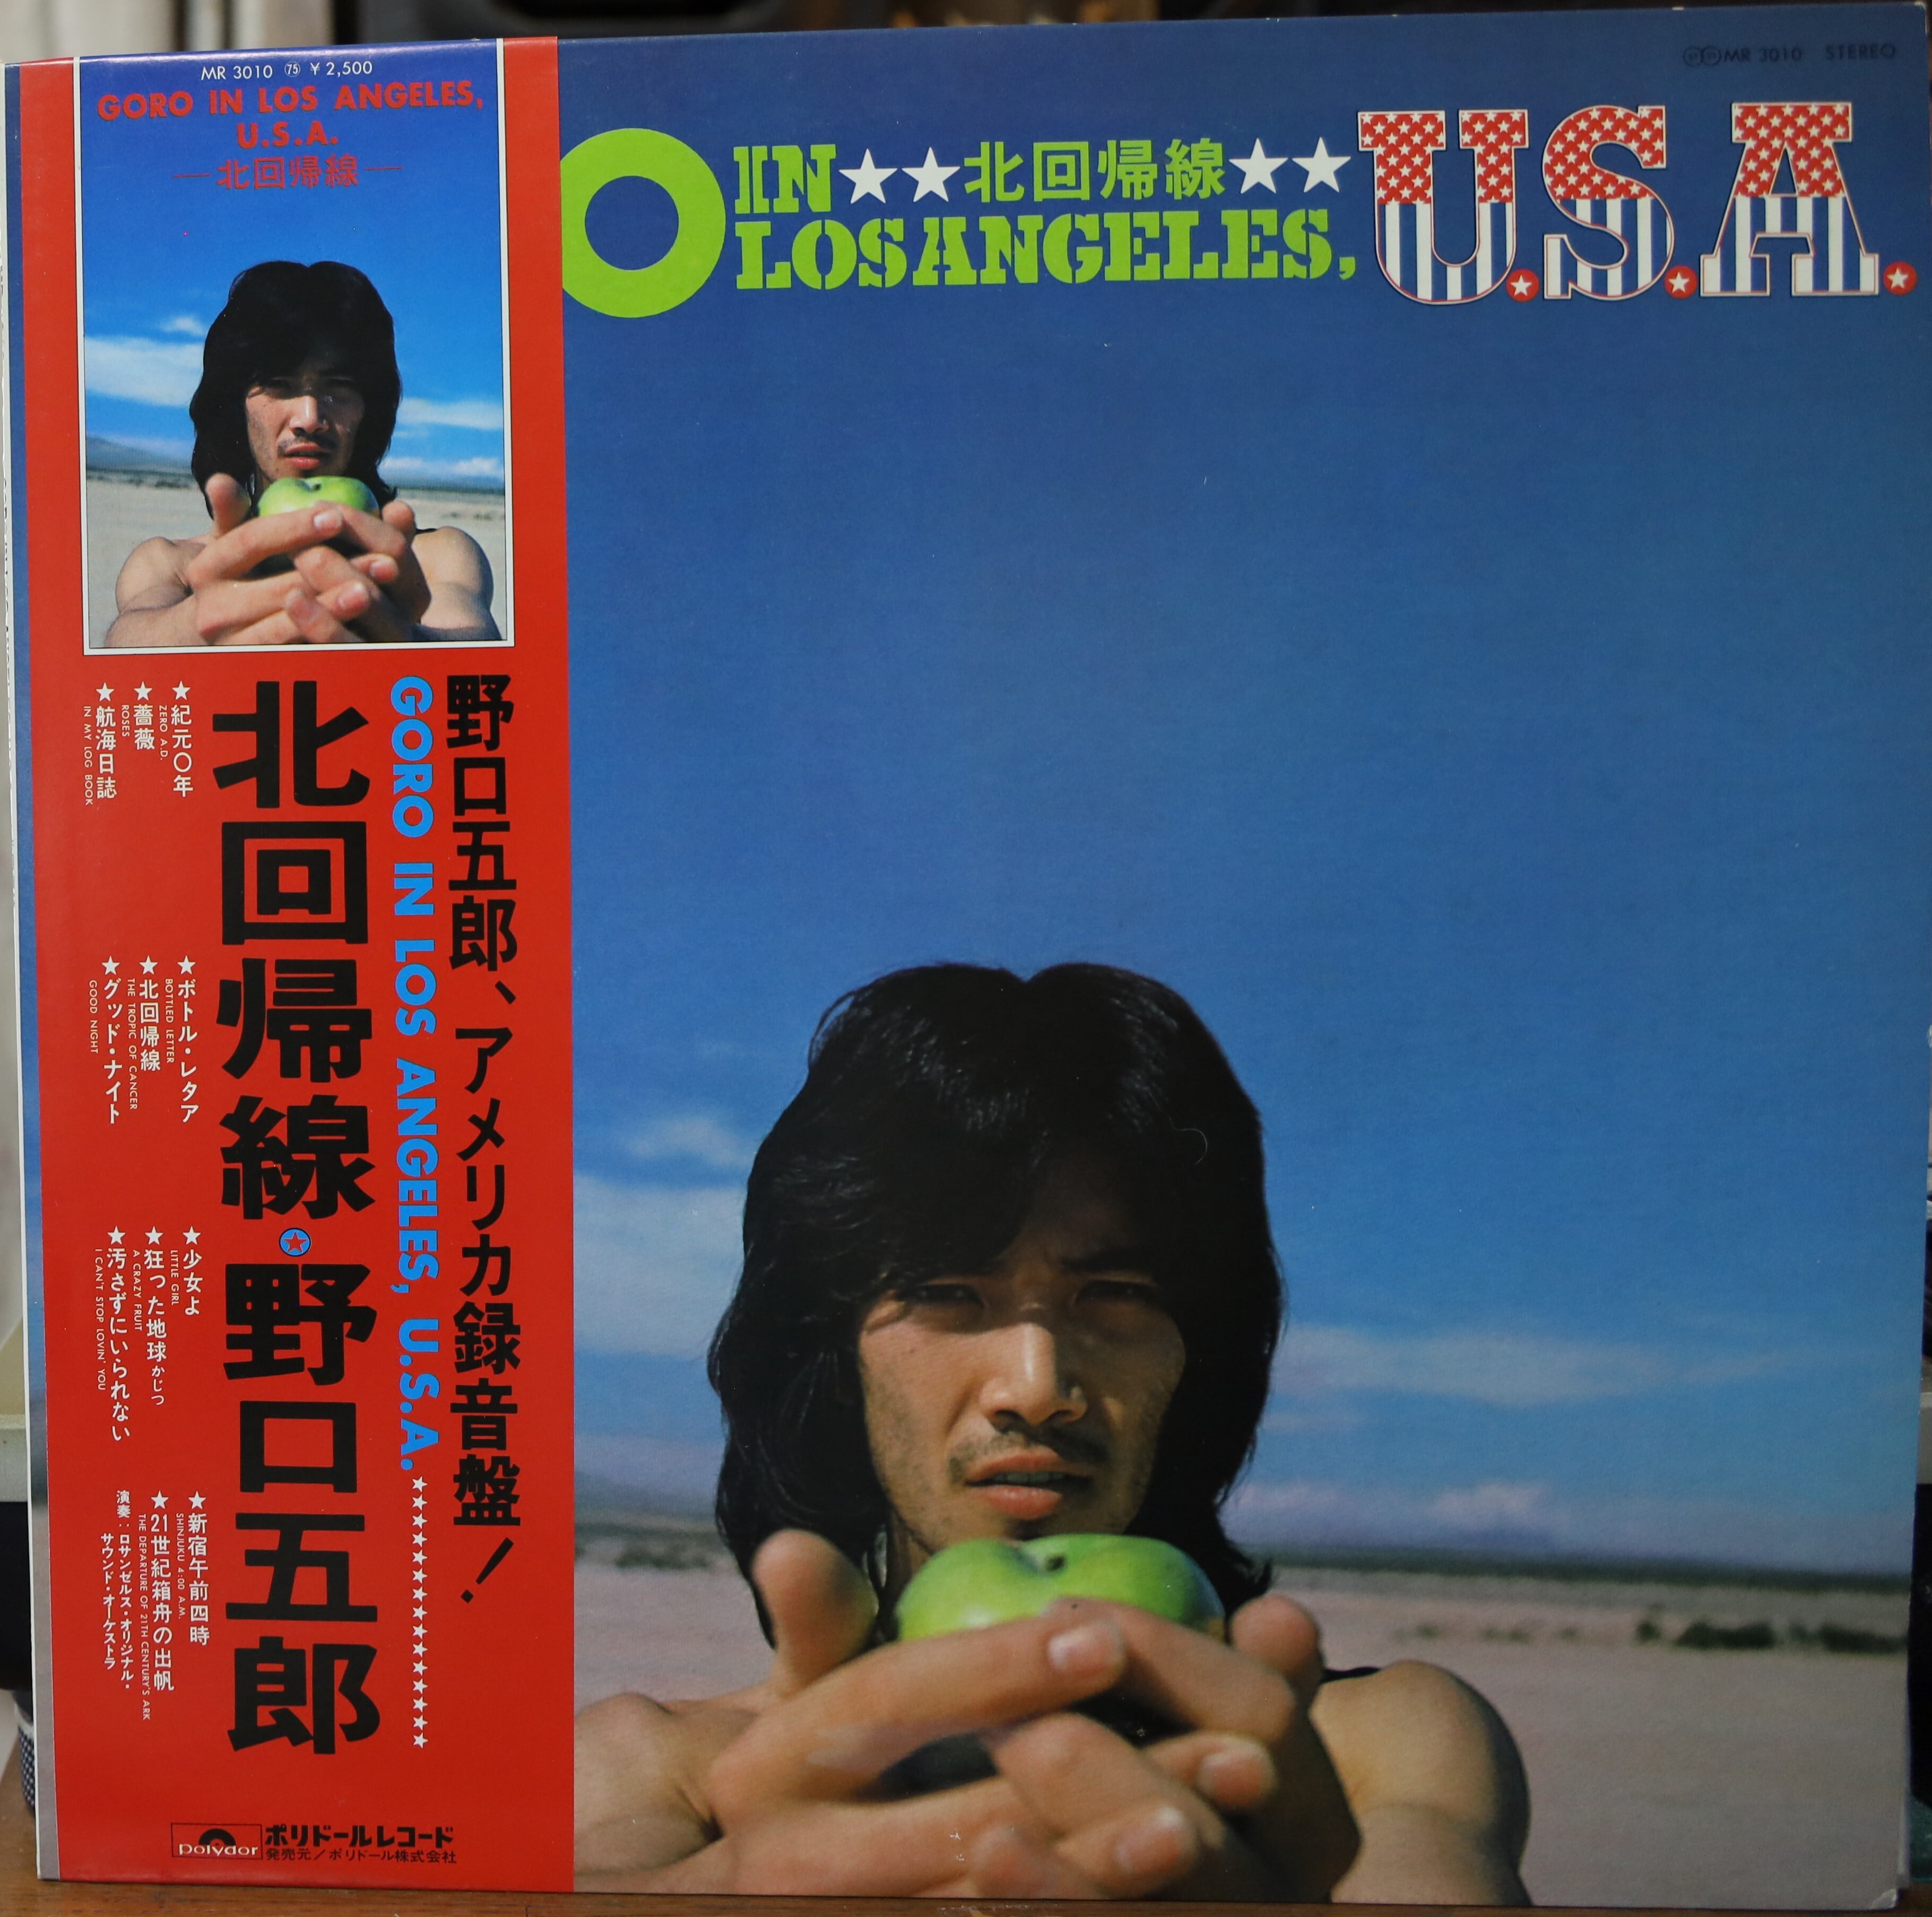 MR 3010 ㊄ ¥2,500
GORO IN LOS ANGELES,
U.S.A.
—北回帰線—
MR 3010 STEREO
O IN★★北回帰線★★
LOS ANGELES,
U.S.A.
野口五郎、アメリカ録音盤!
GORO IN LOS ANGELES, U.S.A.★★★★★★★★★★★★★★★
北回帰線★野口五郎
★紀元〇年
ZERO A.D.
★薔薇
ROSES
★航海日誌
IN MY LOG BOOK
★ボトル・レタア
BOTTLED LETTER
★北回帰線
THE TROPIC OF CANCER
★グッド・ナイト
GOOD NIGHT
★少女よ
LITTLE GIRL
★狂った地球かじっ
A CRAZY FRUIT
★汚さずにいられない
I CAN'T STOP LOVIN' YOU
★新宿午前四時
SHINJUKU 4:00 A.M.
★21世紀箱舟の出帆
THE DEPARTURE OF 21TH CENTURY'S ARK
演奏:ロサンゼルス・オリジナル・
サウンド・オーケストラ
polydor
ポリドールレコード
発売元/ポリドール株式会社